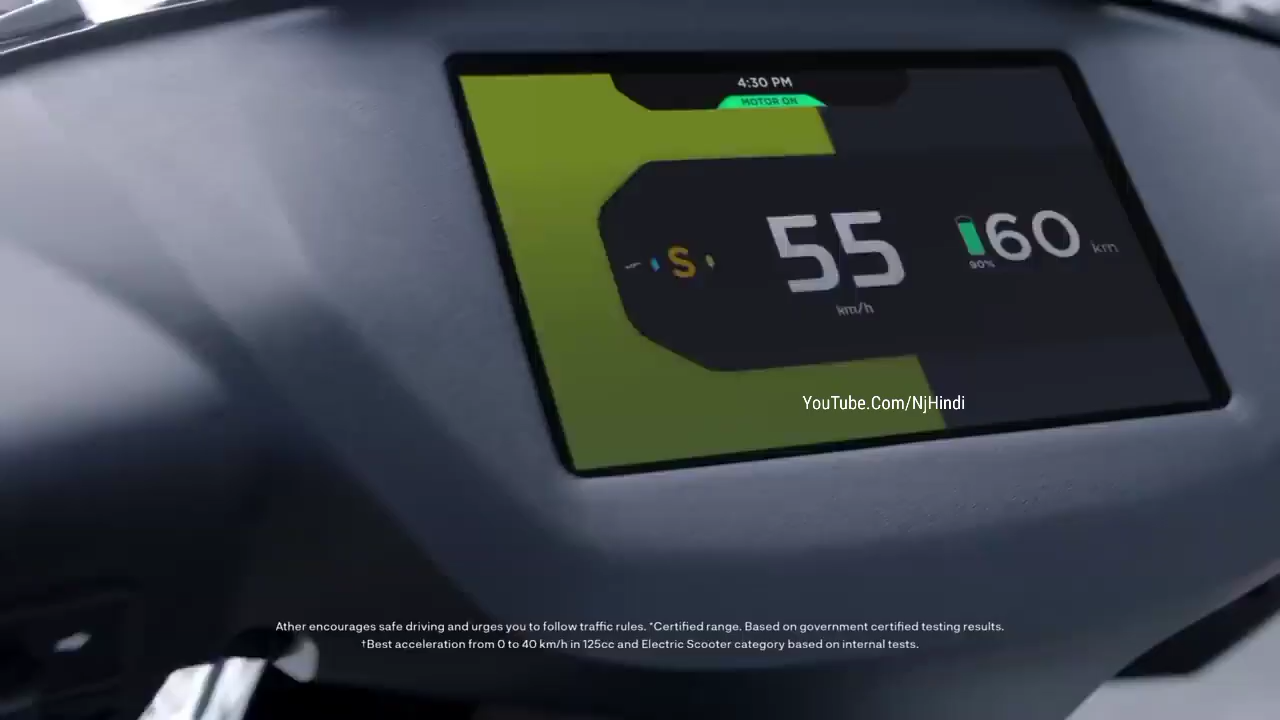 4:30 PM
MOTOR ON
S
55
km/h
90%
60 km
YouTube.Com/NjHindi
Ather encourages safe driving and urges you to follow traffic rules. *Certified range. Based on government certified testing results.
†Best acceleration from 0 to 40 km/h in 125cc and Electric Scooter category based on internal tests.